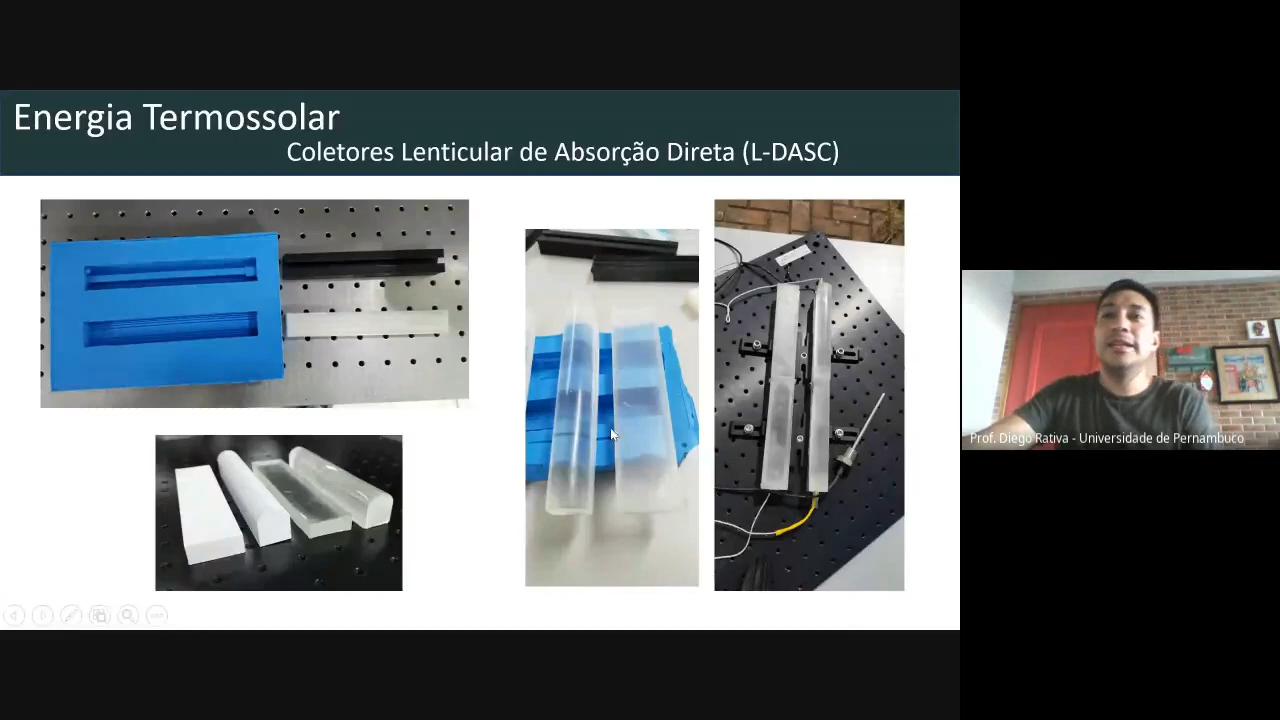 Energia Termossolar
Coletores Lenticular de Absorção Direta (L-DASC)
Prof. Diego Rativa - Universidade de Pernambuco